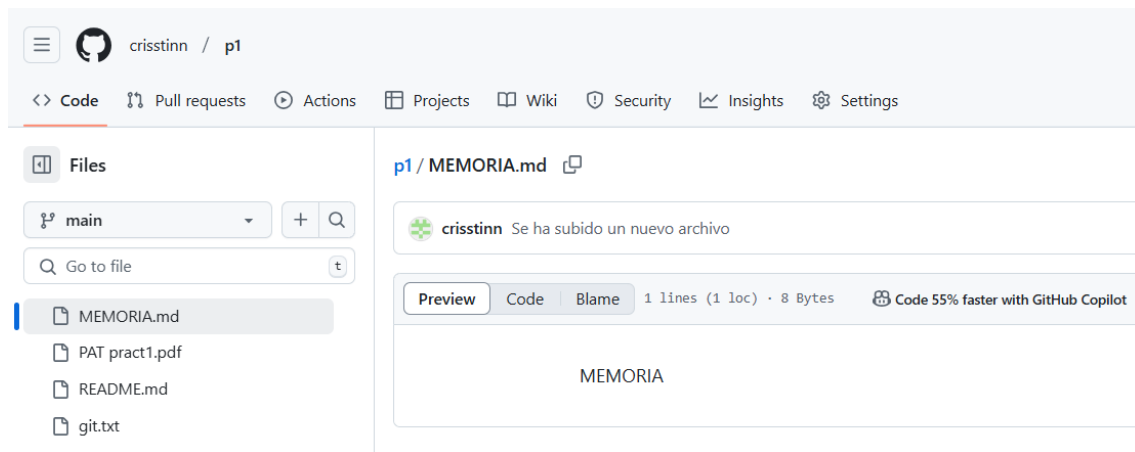 crisstinn / p1
Code Pull requests Actions Projects Wiki Security Insights Settings
Files
main
Go to file t
MEMORIA.md
PAT pract1.pdf
README.md
git.txt
p1 / MEMORIA.md
crisstinn Se ha subido un nuevo archivo
Preview Code Blame 1 lines (1 loc) · 8 Bytes Code 55% faster with GitHub Copilot
MEMORIA